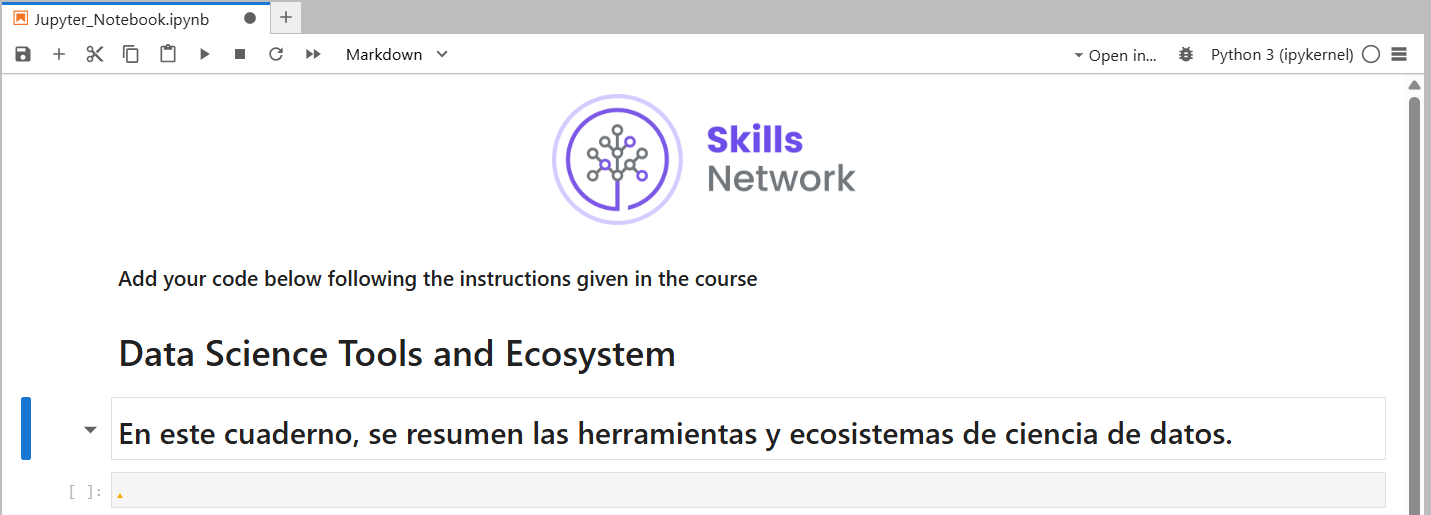 Jupyter_Notebook.ipynb
Markdown
Open in...
Python 3 (ipykernel)
Skills
Network
Add your code below following the instructions given in the course
Data Science Tools and Ecosystem
En este cuaderno, se resumen las herramientas y ecosistemas de ciencia de datos.
[ ]: